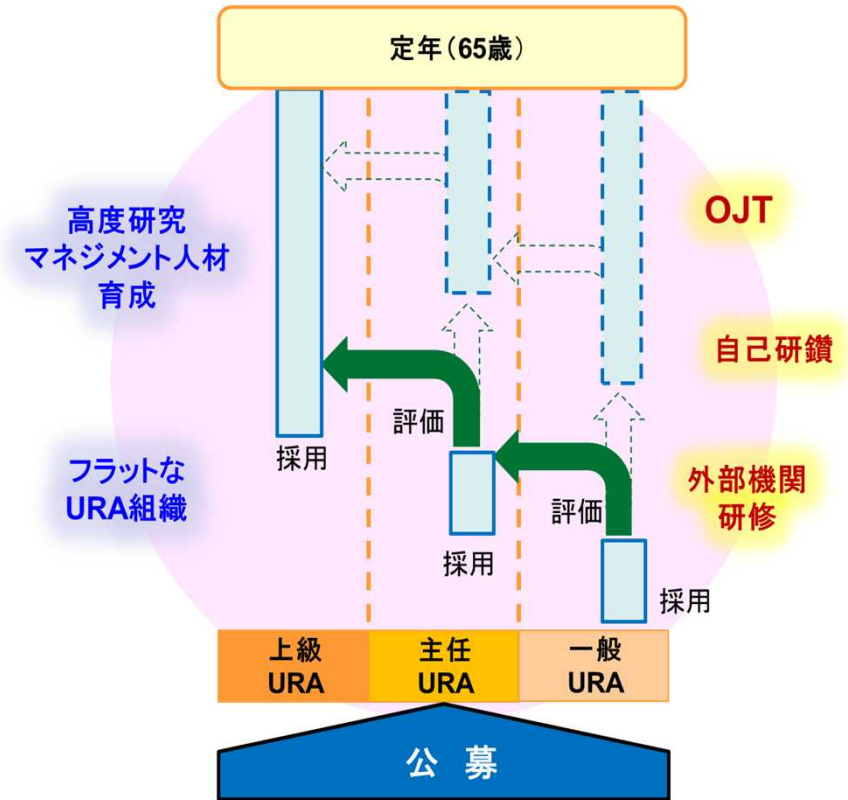 定年(65歳)
高度研究
マネジメント人材
育成
OJT
自己研鑽
評価
採用
フラットな
URA組織
外部機関
研修
評価
採用
採用
上級
URA
主任
URA
一般
URA
公 募